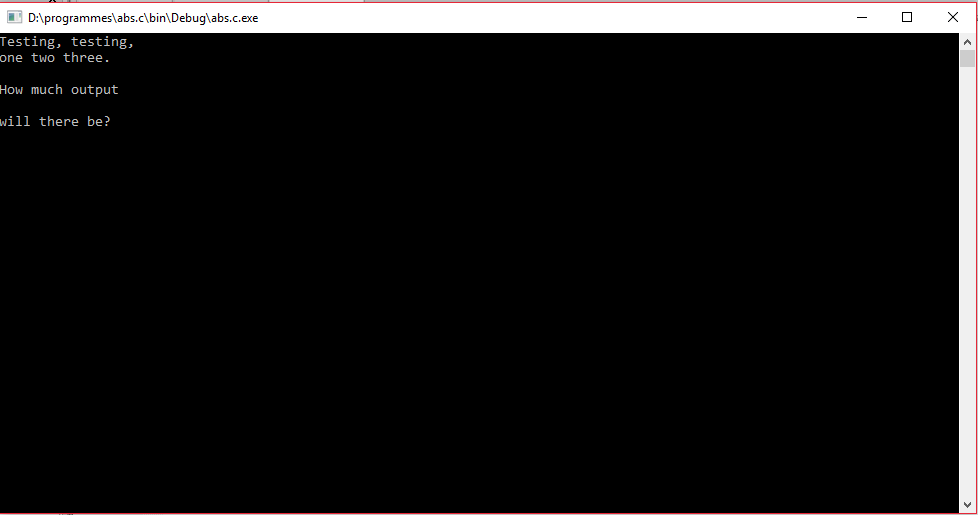 D:\programmes\abs.c\bin\Debug\abs.c.exe
Testing, testing,
one two three.
How much output
will there be?